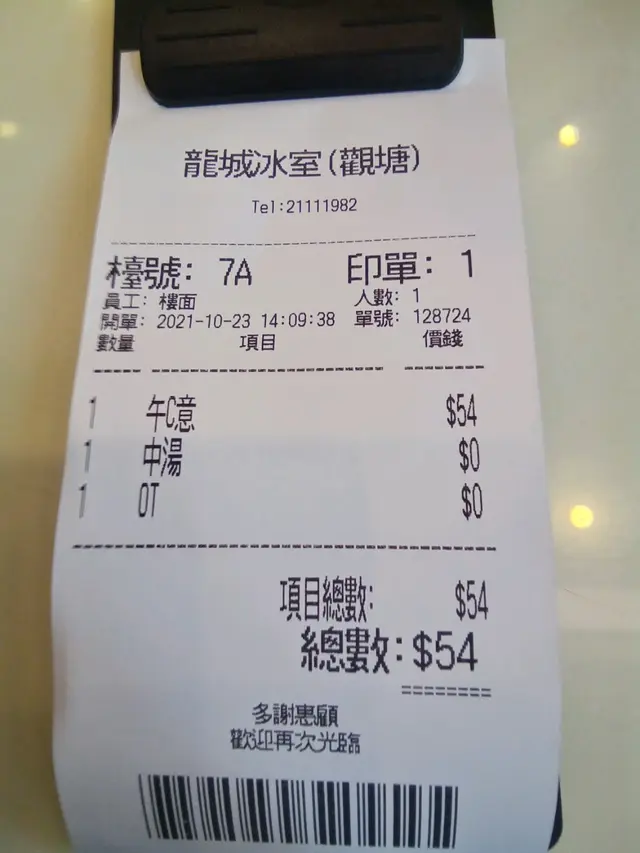 龍城冰室(觀塘)
Tel:21111982
檯號: 7A 印單: 1
員工: 樓面 人數: 1
開單: 2021-10-23 14:09:38 單號: 128724
數量 項目 價錢
1 午C意 $54
1 中湯 $0
1 OT $0
項目總數: $54
總數: $54
多謝惠顧
歡迎再次光臨